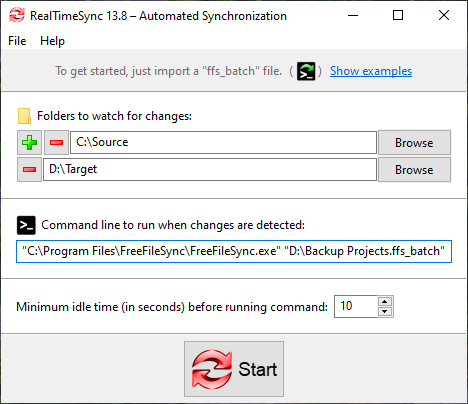 RealTimeSync 13.8 – Automated Synchronization
File Help
To get started, just import a "ffs_batch" file. ( ) Show examples
Folders to watch for changes:
C:\Source Browse
D:\Target Browse
Command line to run when changes are detected:
"C:\Program Files\FreeFileSync\FreeFileSync.exe" "D:\Backup Projects.ffs_batch"
Minimum idle time (in seconds) before running command: 10
Start